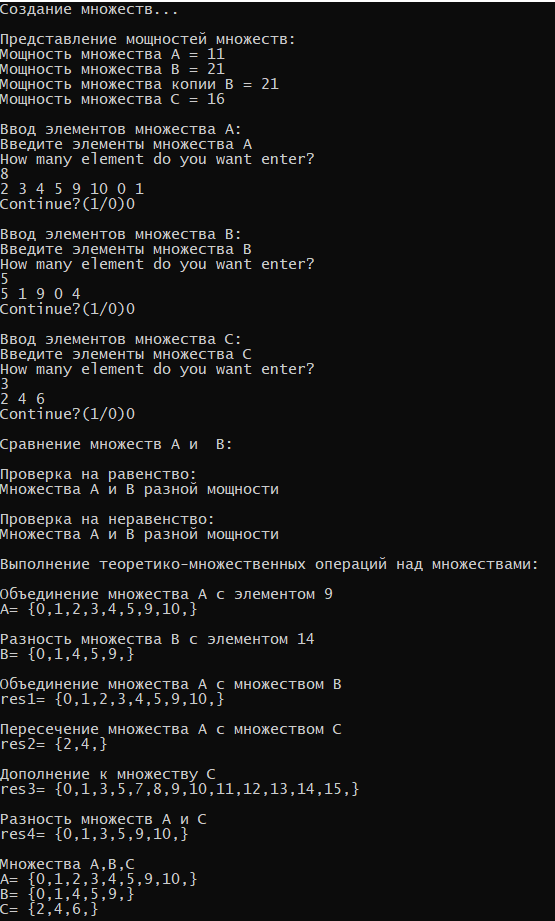 Создание множеств...
Представление мощностей множеств:
Мощность множества A = 11
Мощность множества B = 21
Мощность множества копии B = 21
Мощность множества C = 16
Ввод элементов множества A:
Введите элементы множества A
How many element do you want enter?
8
2 3 4 5 9 10 0 1
Continue?(1/0)0
Ввод элементов множества B:
Введите элементы множества B
How many element do you want enter?
5
5 1 9 0 4
Continue?(1/0)0
Ввод элементов множества C:
Введите элементы множества C
How many element do you want enter?
3
2 4 6
Continue?(1/0)0
Сравнение множеств A и  B:
Проверка на равенство:
Множества A и B разной мощности
Проверка на неравенство:
Множества A и B разной мощности
Выполнение теоретико-множественных операций над множествами:
Объединение множества A с элементом 9
A= {0,1,2,3,4,5,9,10,}
Разность множества B с элементом 14
B= {0,1,4,5,9,}
Объединение множества A с множеством B
res1= {0,1,2,3,4,5,9,10,}
Пересечение множества A с множеством C
res2= {2,4,}
Дополнение к множеству C
res3= {0,1,3,5,7,8,9,10,11,12,13,14,15,}
Разность множеств A и C
res4= {0,1,3,5,9,10,}
Множества A,B,C
A= {0,1,2,3,4,5,9,10,}
B= {0,1,4,5,9,}
C= {2,4,6,}